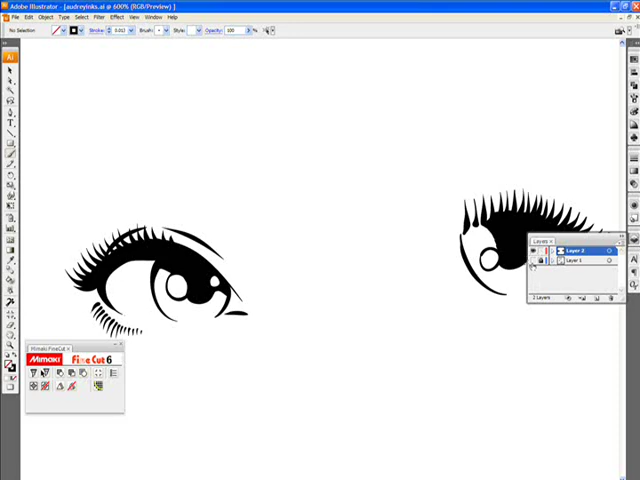 Adobe Illustrator - [audreyinks.ai @ 600% (RGB/Preview) ]
File Edit Object Type Select Filter Effect View Window Help
No Selection Stroke: Brush: Style: Opacity: 100 %
Ai
Layers
Layer 2
Layer 1
2 Layers
Mimaki FineCut
Mimaki Fine Cut 6